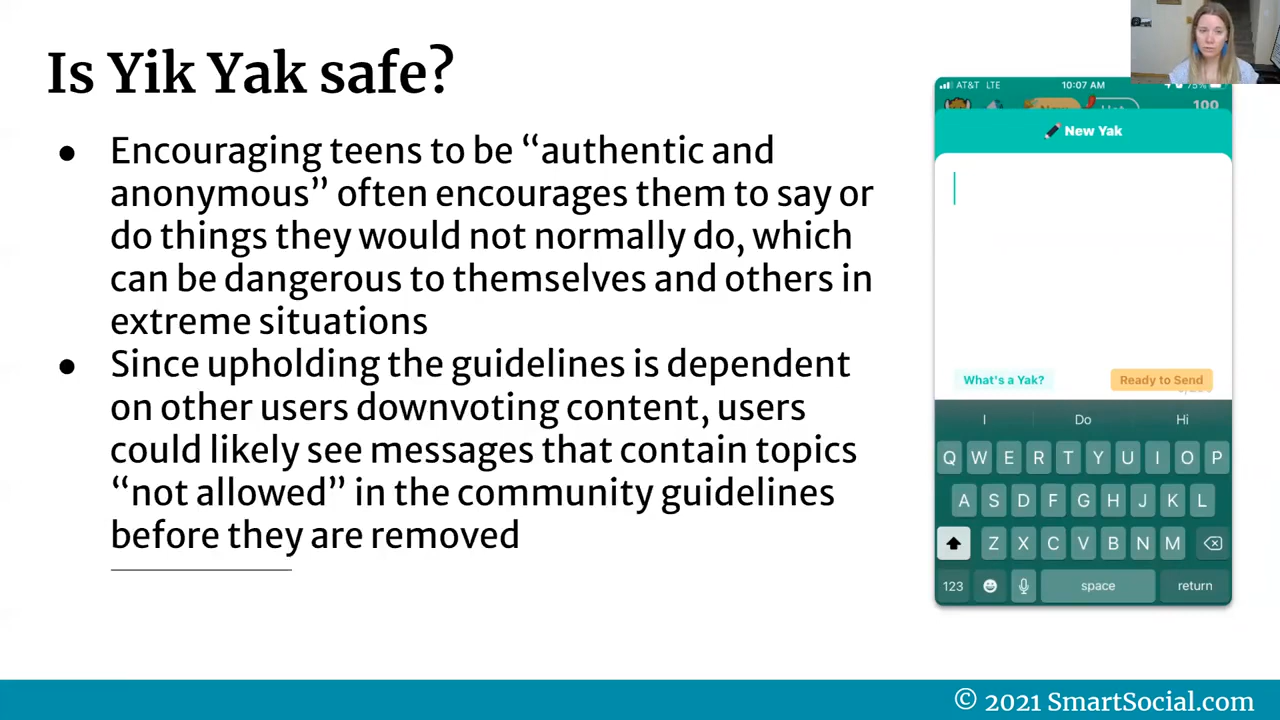 Is Yik Yak safe?
● Encouraging teens to be “authentic and
anonymous” often encourages them to say or
do things they would not normally do, which
can be dangerous to themselves and others in
extreme situations
● Since upholding the guidelines is dependent
on other users downvoting content, users
could likely see messages that contain topics
“not allowed” in the community guidelines
before they are removed
AT&T LTE 10:07 AM 75%
100
New Yak
What's a Yak? Ready to Send
I Do Hi
Q W E R T Y U I O P
A S D F G H J K L
Z X C V B N M
123 space return
© 2021 SmartSocial.com